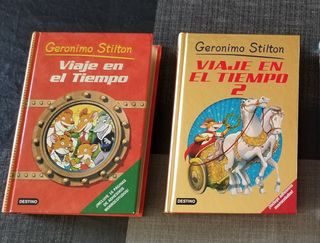 Geronimo Stilton
Viaje en
el Tiempo
DESTINO
Geronimo Stilton
VIAJE EN
EL TIEMPO
2
DESTINO